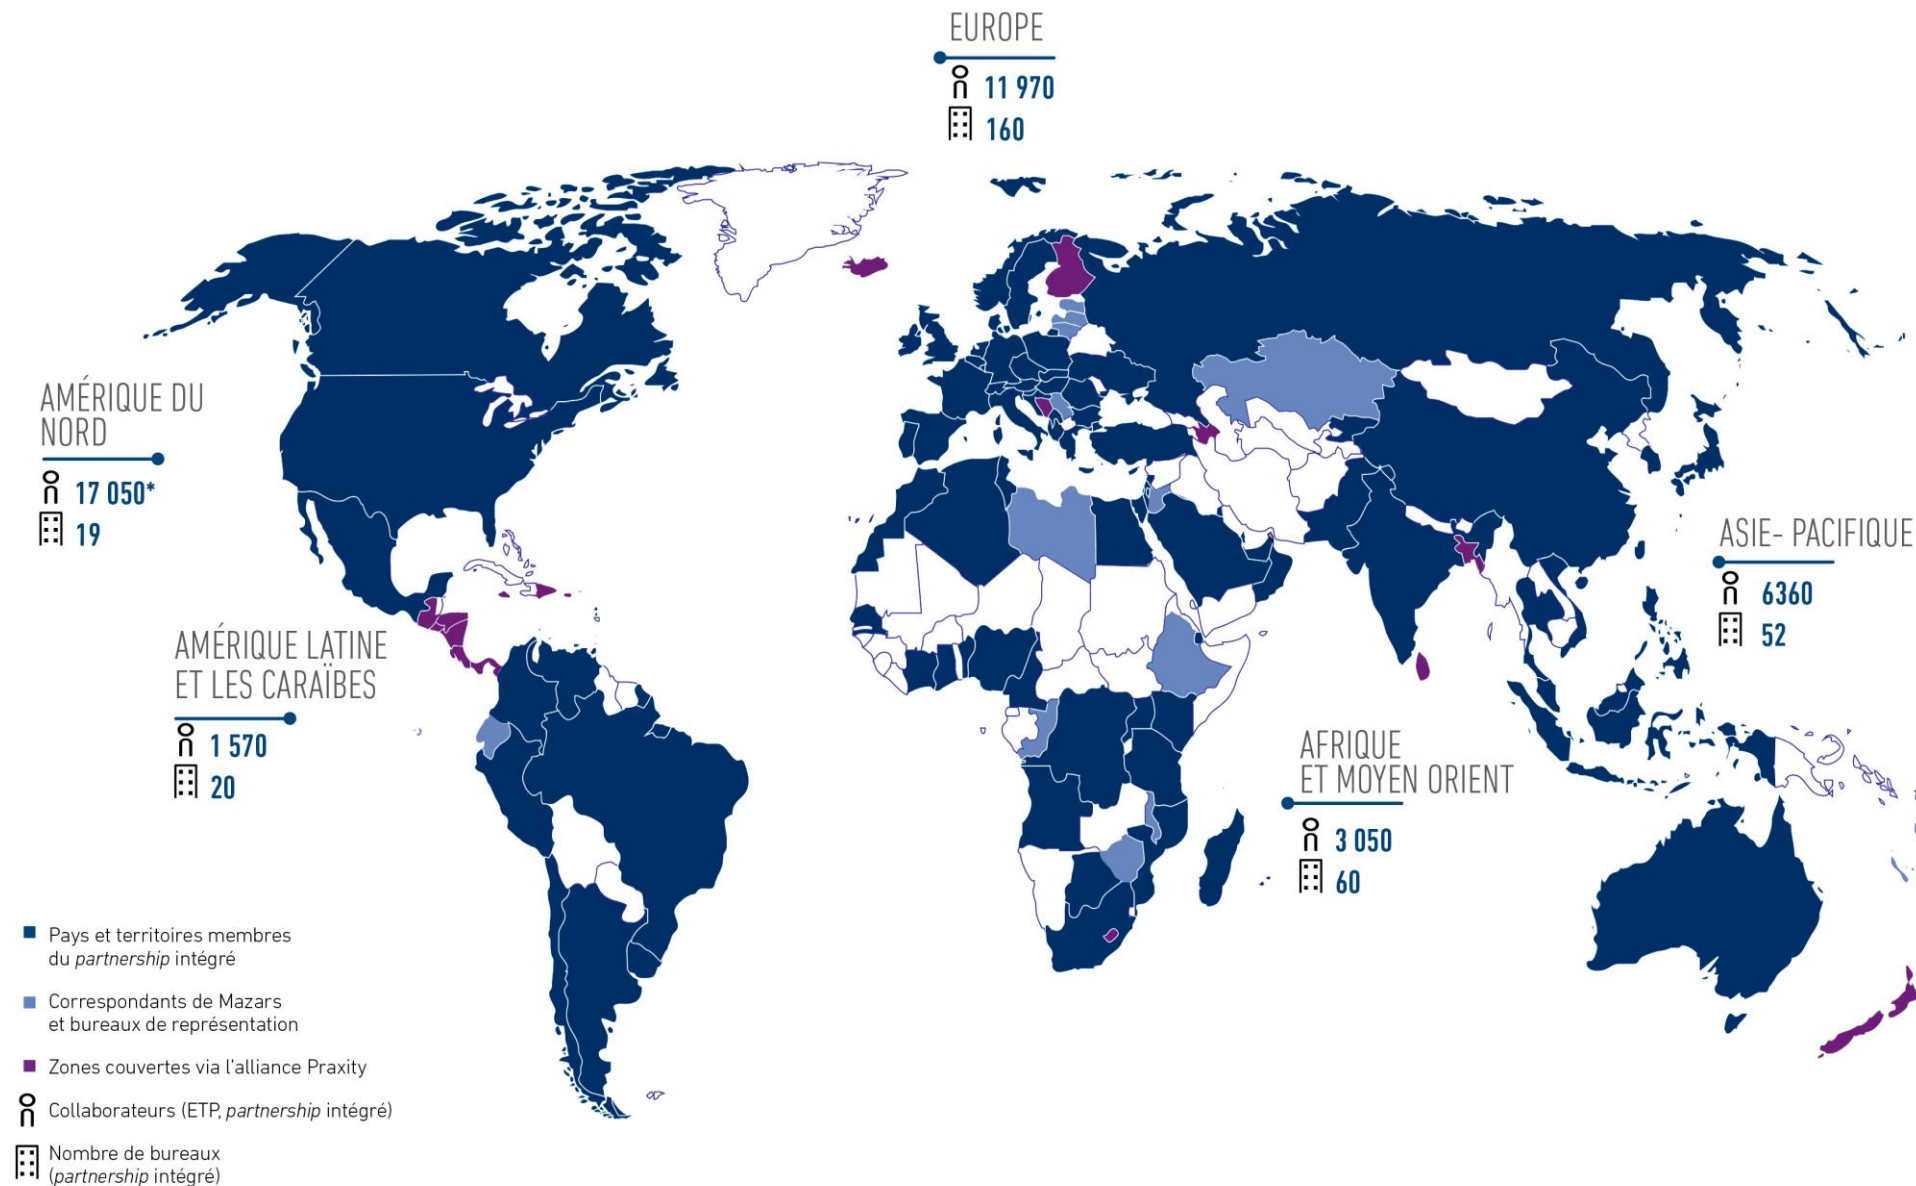 EUROPE
11 970
160
AMÉRIQUE DU
NORD
17 050*
19
ASIE- PACIFIQUE
6360
52
AMÉRIQUE LATINE
ET LES CARAÏBES
1 570
20
AFRIQUE
ET MOYEN ORIENT
3 050
60
Pays et territoires membres
du partnership intégré
Correspondants de Mazars
et bureaux de représentation
Zones couvertes via l'alliance Praxity
Collaborateurs (ETP, partnership intégré)
Nombre de bureaux
(partnership intégré)